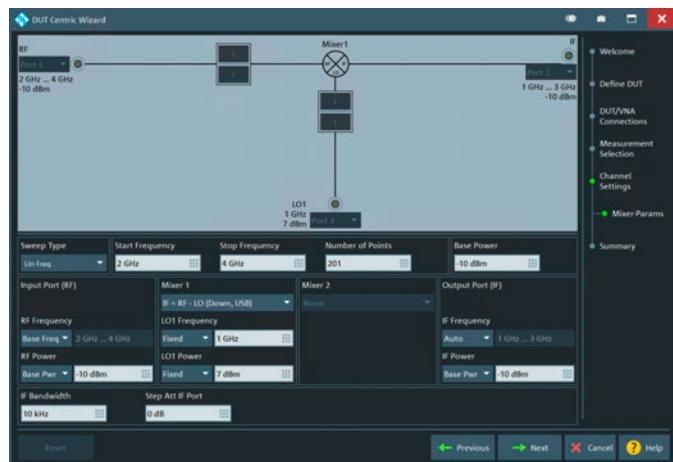 DUT Centric Wizard
RF
Port 1
2 GHz ... 4 GHz
-10 dBm
Mixer1
RF IF
LO
IF
Port 2
1 GHz ... 3 GHz
-10 dBm
LO1
1 GHz
7 dBm
Port 3
Welcome
Define DUT
DUT/VNA
Connections
Measurement
Selection
Channel
Settings
Mixer-Params
Summary
Sweep Type
Start Frequency
Stop Frequency
Number of Points
Base Power
Lin Freq
2 GHz
4 GHz
201
-10 dBm
Input Port (RF)
Mixer 1
Mixer 2
Output Port (IF)
IF = RF - LO (Down, USB)
None
RF Frequency
LO1 Frequency
IF Frequency
Base Freq
2 GHz ... 4 GHz
Fixed
1 GHz
Auto
1 GHz ... 3 GHz
RF Power
LO1 Power
IF Power
Base Pwr
-10 dBm
Fixed
7 dBm
Base Pwr
-10 dBm
IF Bandwidth
Step Att IF Port
10 kHz
0 dB
Reset
Previous
Next
Cancel
Help